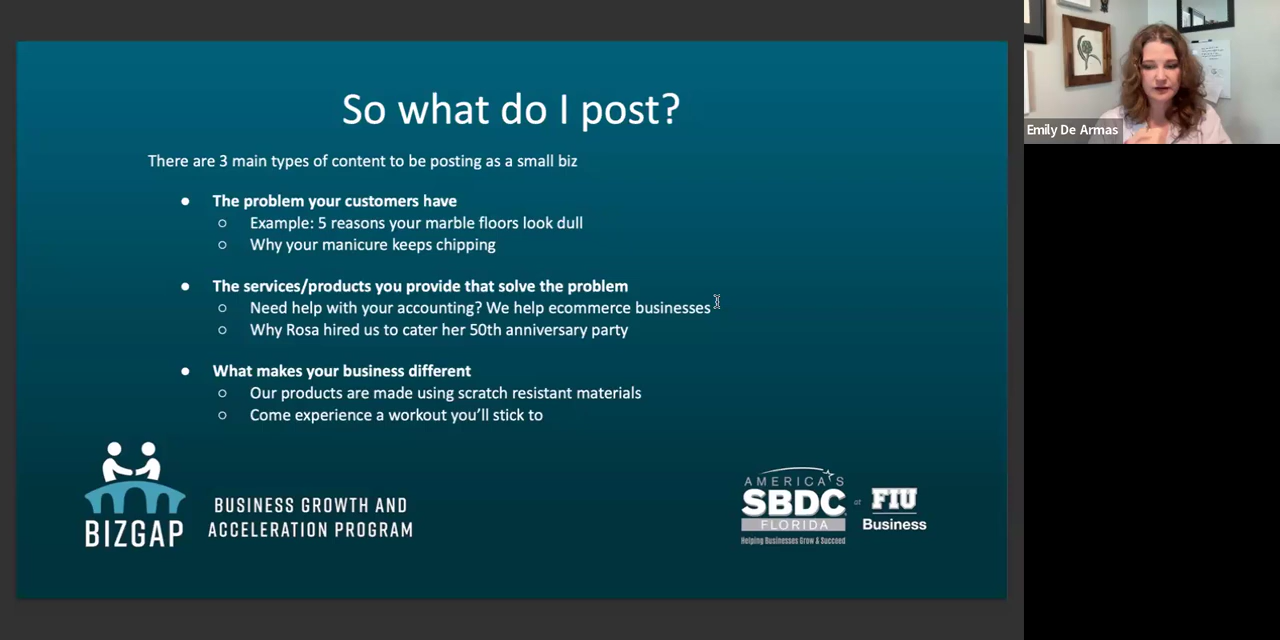 So what do I post?
There are 3 main types of content to be posting as a small biz
● The problem your customers have
○ Example: 5 reasons your marble floors look dull
○ Why your manicure keeps chipping
● The services/products you provide that solve the problem
○ Need help with your accounting? We help ecommerce businesses
○ Why Rosa hired us to cater her 50th anniversary party
● What makes your business different
○ Our products are made using scratch resistant materials
○ Come experience a workout you'll stick to
BIZGAP
BUSINESS GROWTH AND
ACCELERATION PROGRAM
AMERICA'S
SBDC
FLORIDA
Helping Businesses Grow & Succeed
at
FIU
Business
Emily De Armas